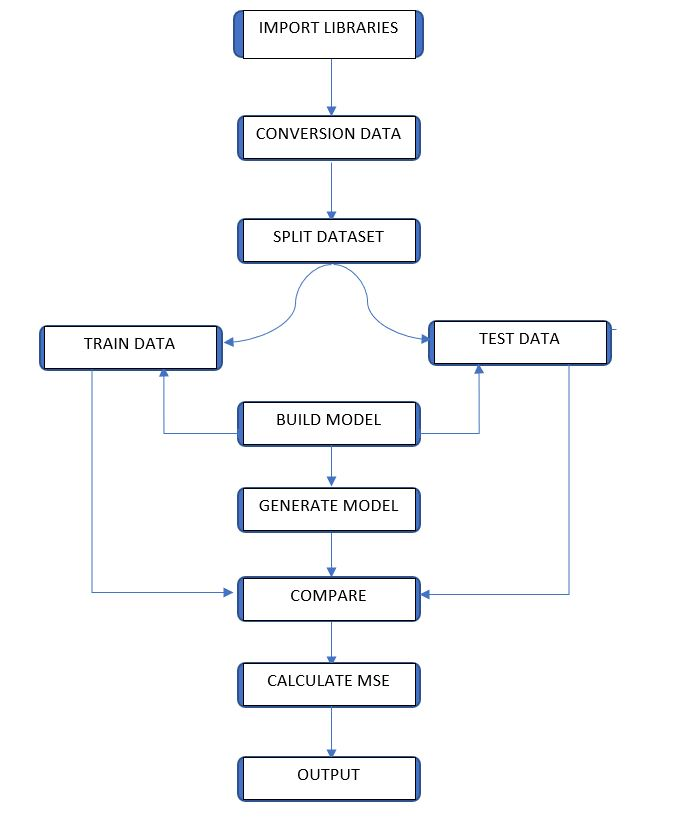 IMPORT LIBRARIES
CONVERSION DATA
SPLIT DATASET
TRAIN DATA
TEST DATA
BUILD MODEL
GENERATE MODEL
COMPARE
CALCULATE MSE
OUTPUT